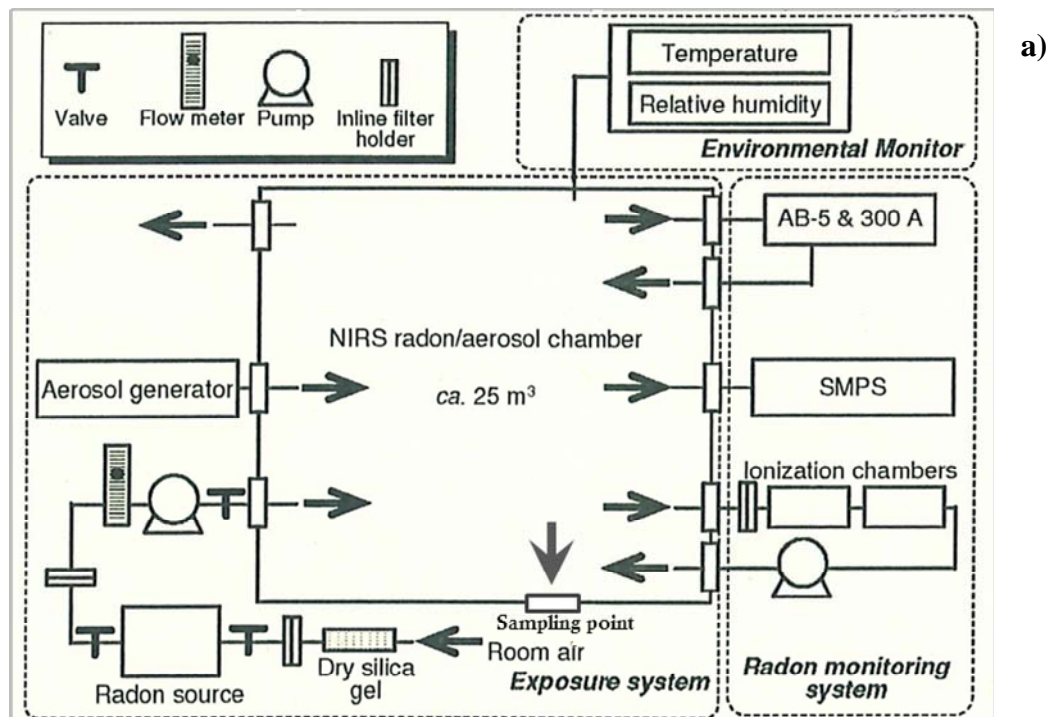 a)
Valve
Flow meter
Pump
Inline filter
holder
Temperature
Relative humidity
Environmental Monitor
AB-5 & 300 A
NIRS radon/aerosol chamber
ca. 25 m³
Aerosol generator
SMPS
Ionization chambers
Sampling point
Room air
Dry silica
gel
Radon source
Exposure system
Radon monitoring
system